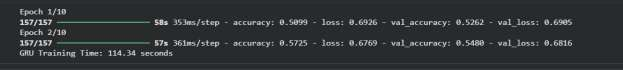 Epoch 1/10
157/157 ━━━━━━━━━━━━━━━━━━━━ 58s 353ms/step - accuracy: 0.5099 - loss: 0.6926 - val_accuracy: 0.5262 - val_loss: 0.6905
Epoch 2/10
157/157 ━━━━━━━━━━━━━━━━━━━━ 57s 361ms/step - accuracy: 0.5725 - loss: 0.6769 - val_accuracy: 0.5480 - val_loss: 0.6816
GRU Training Time: 114.34 seconds